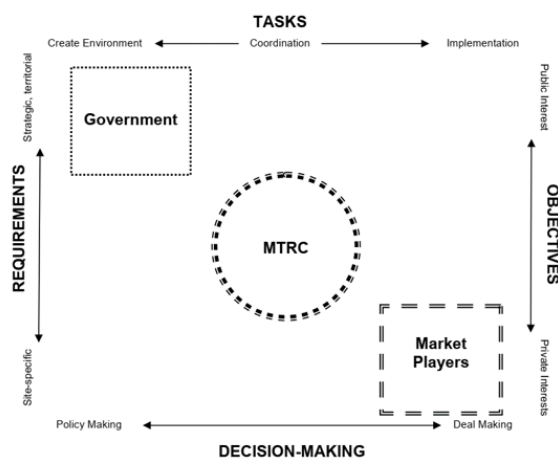 TASKS
Create Environment
Coordination
Implementation
Strategic, territorial
Public Interest
Government
REQUIREMENTS
MTRC
OBJECTIVES
Market
Players
Site-specific
Private Interests
Policy Making
Deal Making
DECISION-MAKING